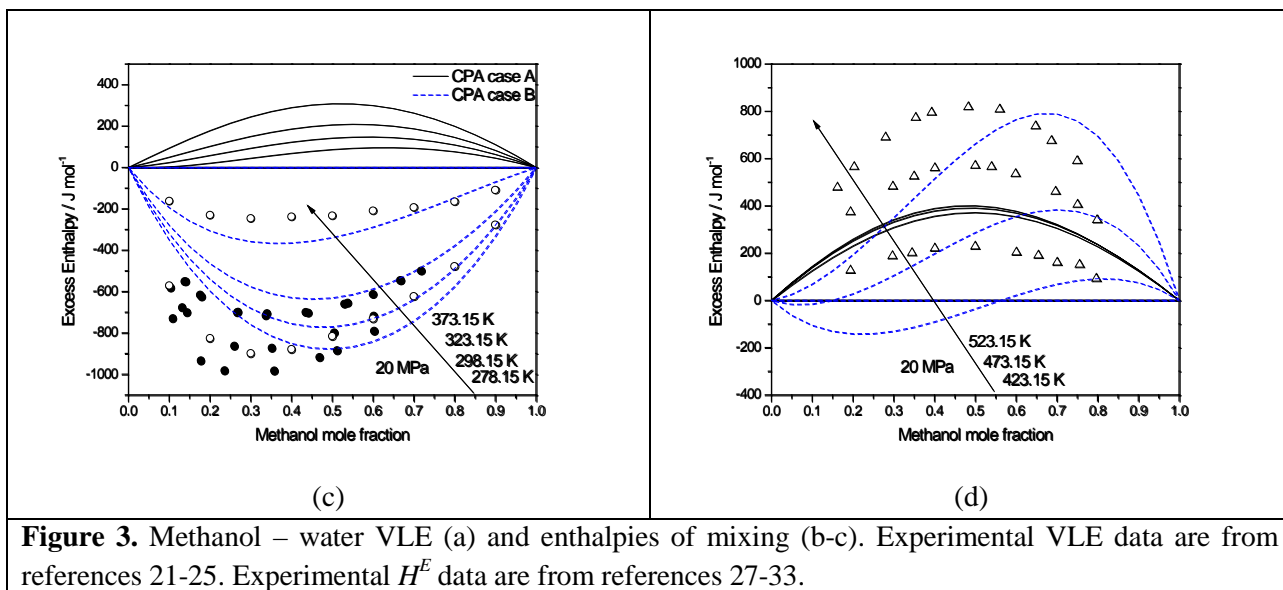 400
200
0
-200
-400
-600
-800
-1000
Excess Enthalpy / J mol⁻¹
CPA case A
CPA case B
373.15 K
323.15 K
298.15 K
278.15 K
20 MPa
0.0 0.1 0.2 0.3 0.4 0.5 0.6 0.7 0.8 0.9 1.0
Methanol mole fraction
(c)
1000
800
600
400
200
0
-200
-400
Excess Enthalpy / J mol⁻¹
523.15 K
473.15 K
423.15 K
20 MPa
0.0 0.1 0.2 0.3 0.4 0.5 0.6 0.7 0.8 0.9 1.0
Methanol mole fraction
(d)
Figure 3. Methanol – water VLE (a) and enthalpies of mixing (b-c). Experimental VLE data are from
references 21-25. Experimental Hᴱ data are from references 27-33.